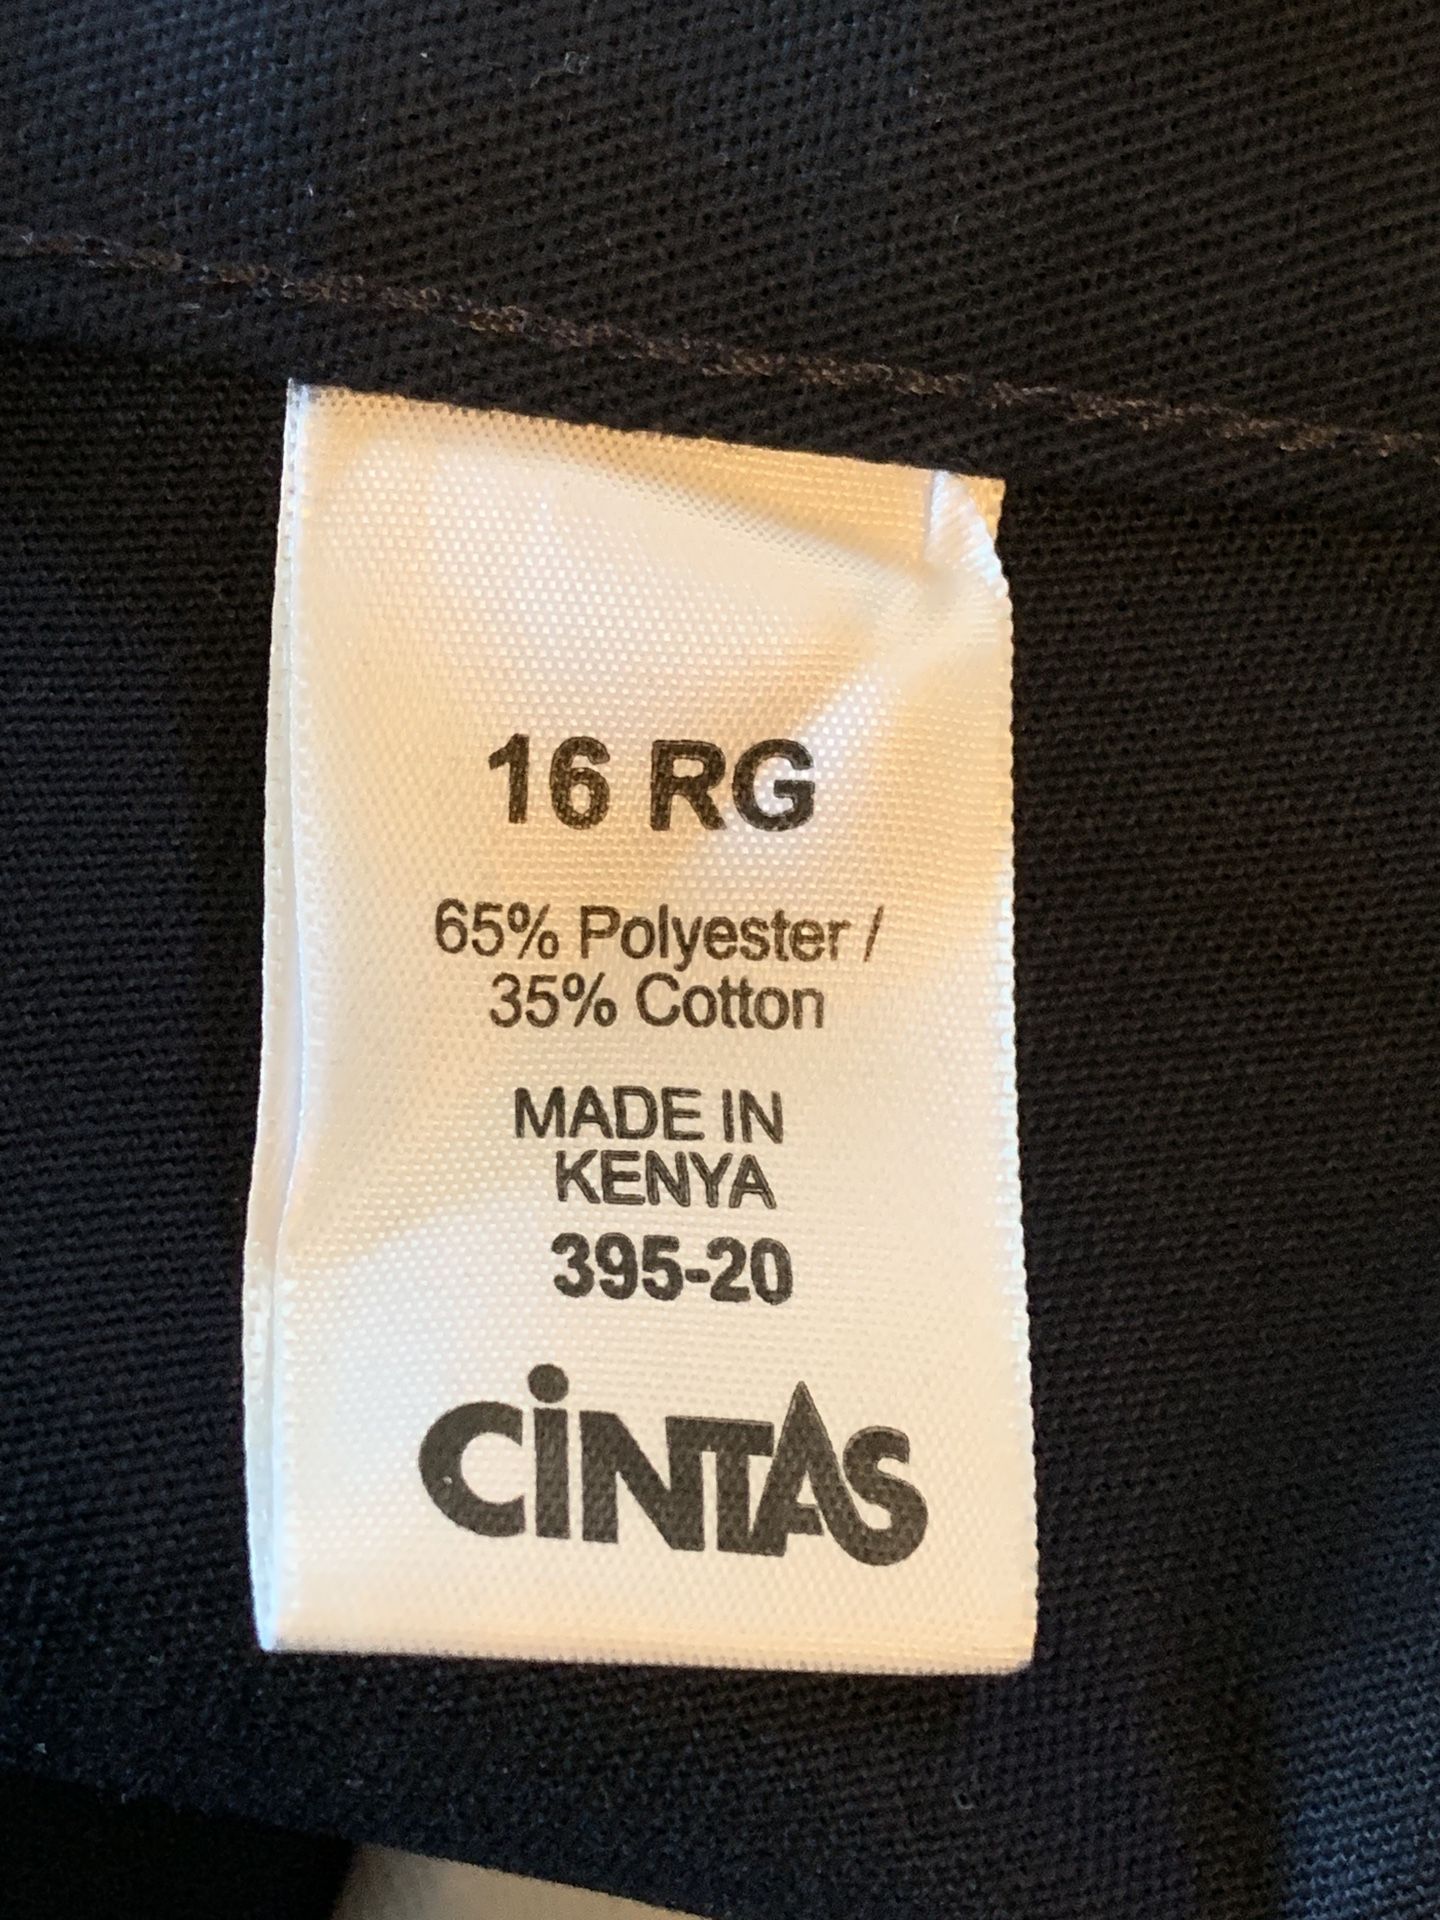 16 RG
65% Polyester /
35% Cotton
MADE IN
KENYA
395-20
CiNTAS